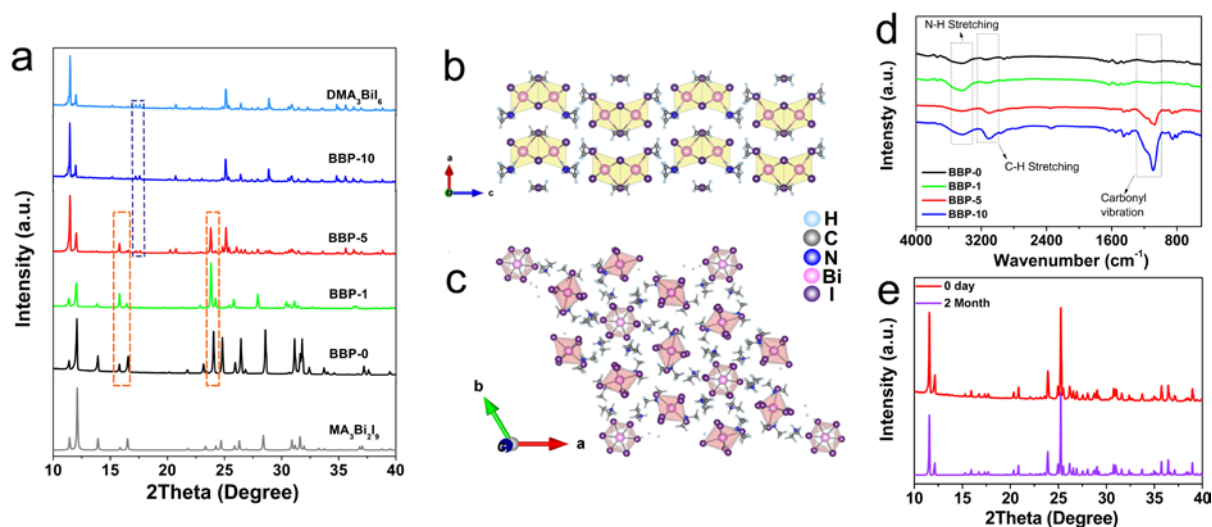 a
Intensity (a.u.)
DMA3BiI6
BBP-10
BBP-5
BBP-1
BBP-0
MA3Bi2I9
10 15 20 25 30 35 40
2Theta (Degree)
b
a
c
H
C
N
Bi
I
c
b
a
d
Intensty (a.u.)
N-H Stretching
C-H Stretching
Carbonyl
vibration
BBP-0
BBP-1
BBP-5
BBP-10
4000 3200 2400 1600 800
Wavenumber (cm-1)
e
Intensity (a.u.)
0 day
2 Month
10 15 20 25 30 35 40
2Theta (Degree)